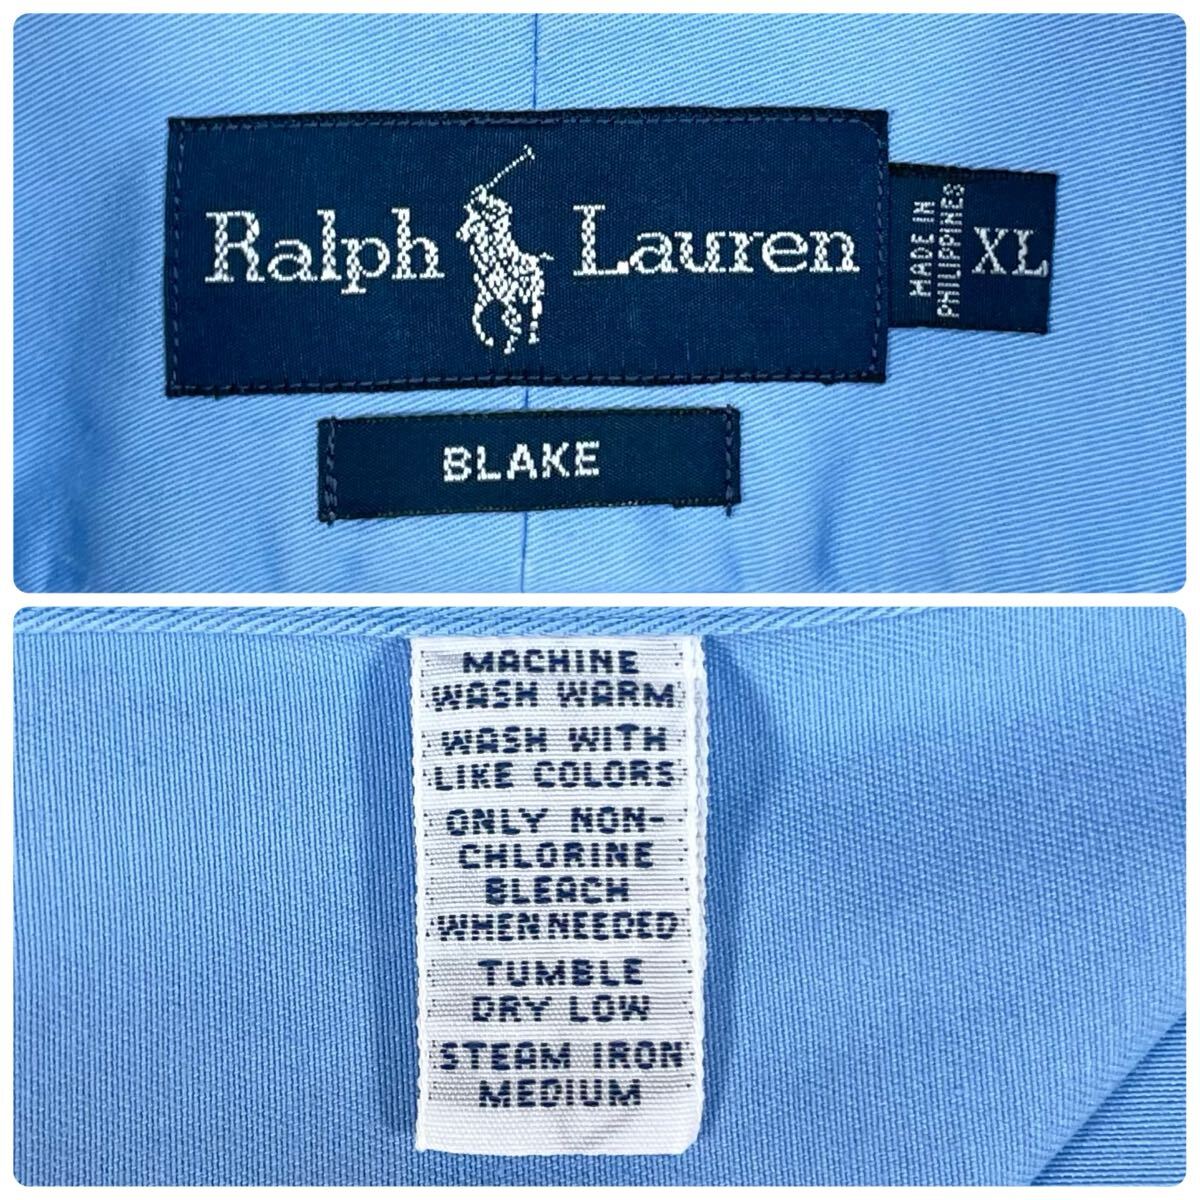 Ralph Lauren
MADE IN
PHILIPPINES
XL
BLAKE
MACHINE
WASH WARM
WASH WITH
LIKE COLORS
ONLY NON-
CHLORINE
BLEACH
WHEN NEEDED
TUMBLE
DRY LOW
STEAM IRON
MEDIUM